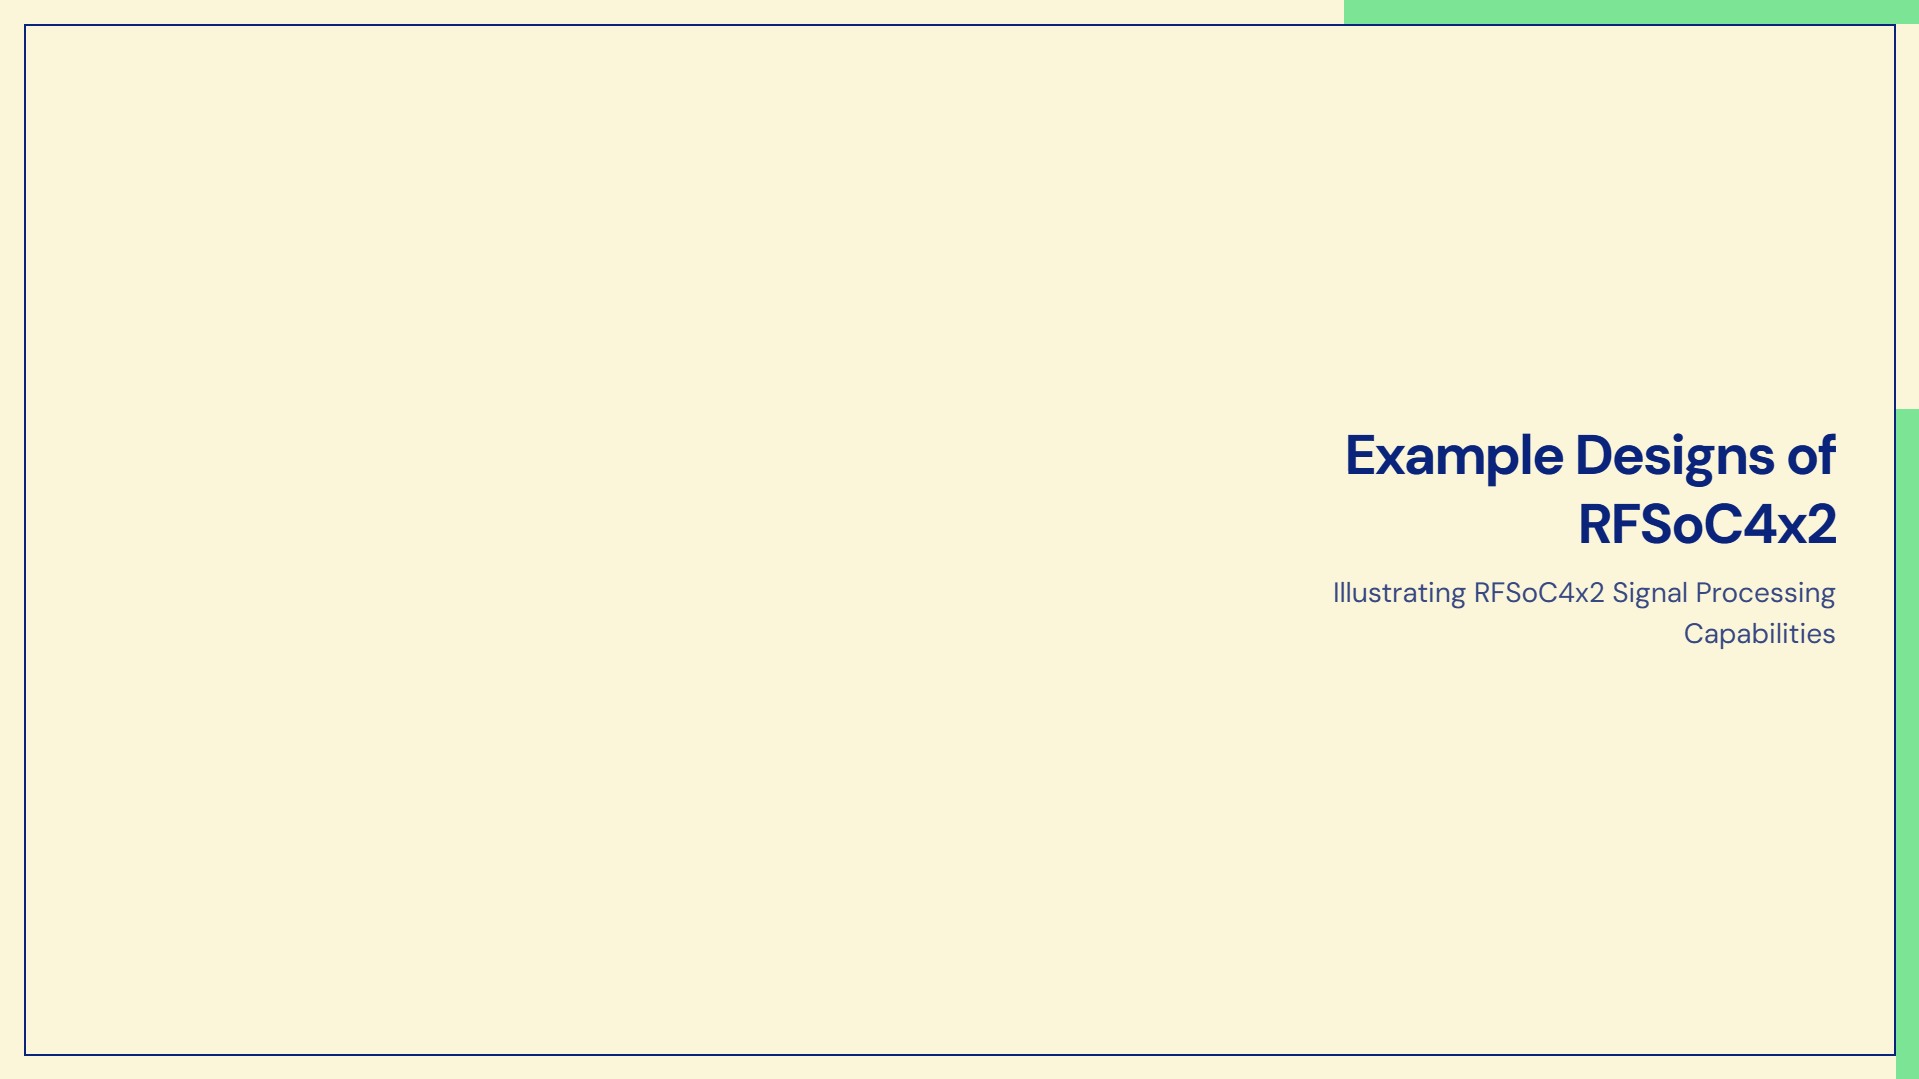 Example Designs of
RFSoC4x2
Illustrating RFSoC4x2 Signal Processing
Capabilities